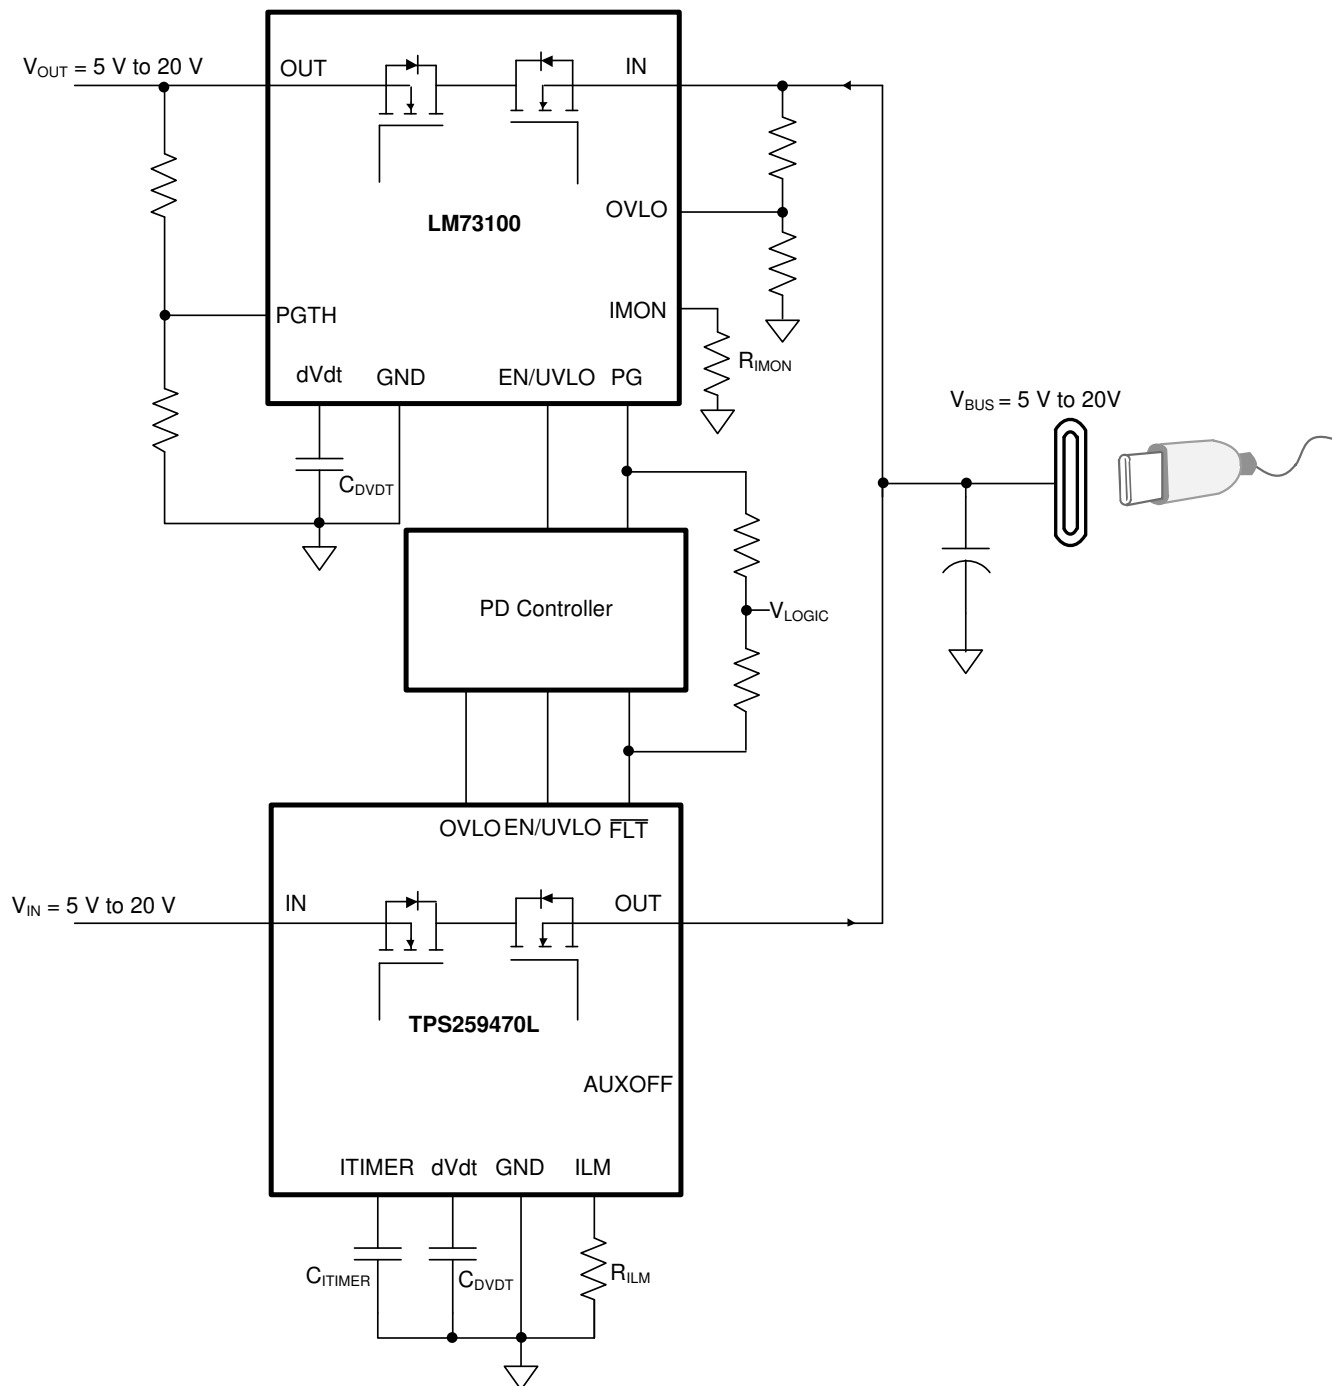 V_OUT = 5 V to 20 V
OUT
IN
OVLO
LM73100
PGTH
IMON
R_IMON
dVdt
GND
EN/UVLO
PG
V_BUS = 5 V to 20V
C_DVDT
PD Controller
V_LOGIC
OVLO
EN/UVLO
FLT
V_IN = 5 V to 20 V
IN
OUT
TPS259470L
AUXOFF
ITIMER
dVdt
GND
ILM
C_ITIMER
C_DVDT
R_ILM